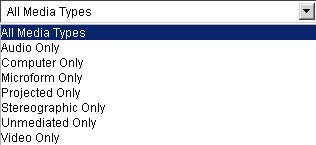 All Media Types
All Media Types
Audio Only
Computer Only
Microform Only
Projected Only
Stereographic Only
Unmediated Only
Video Only